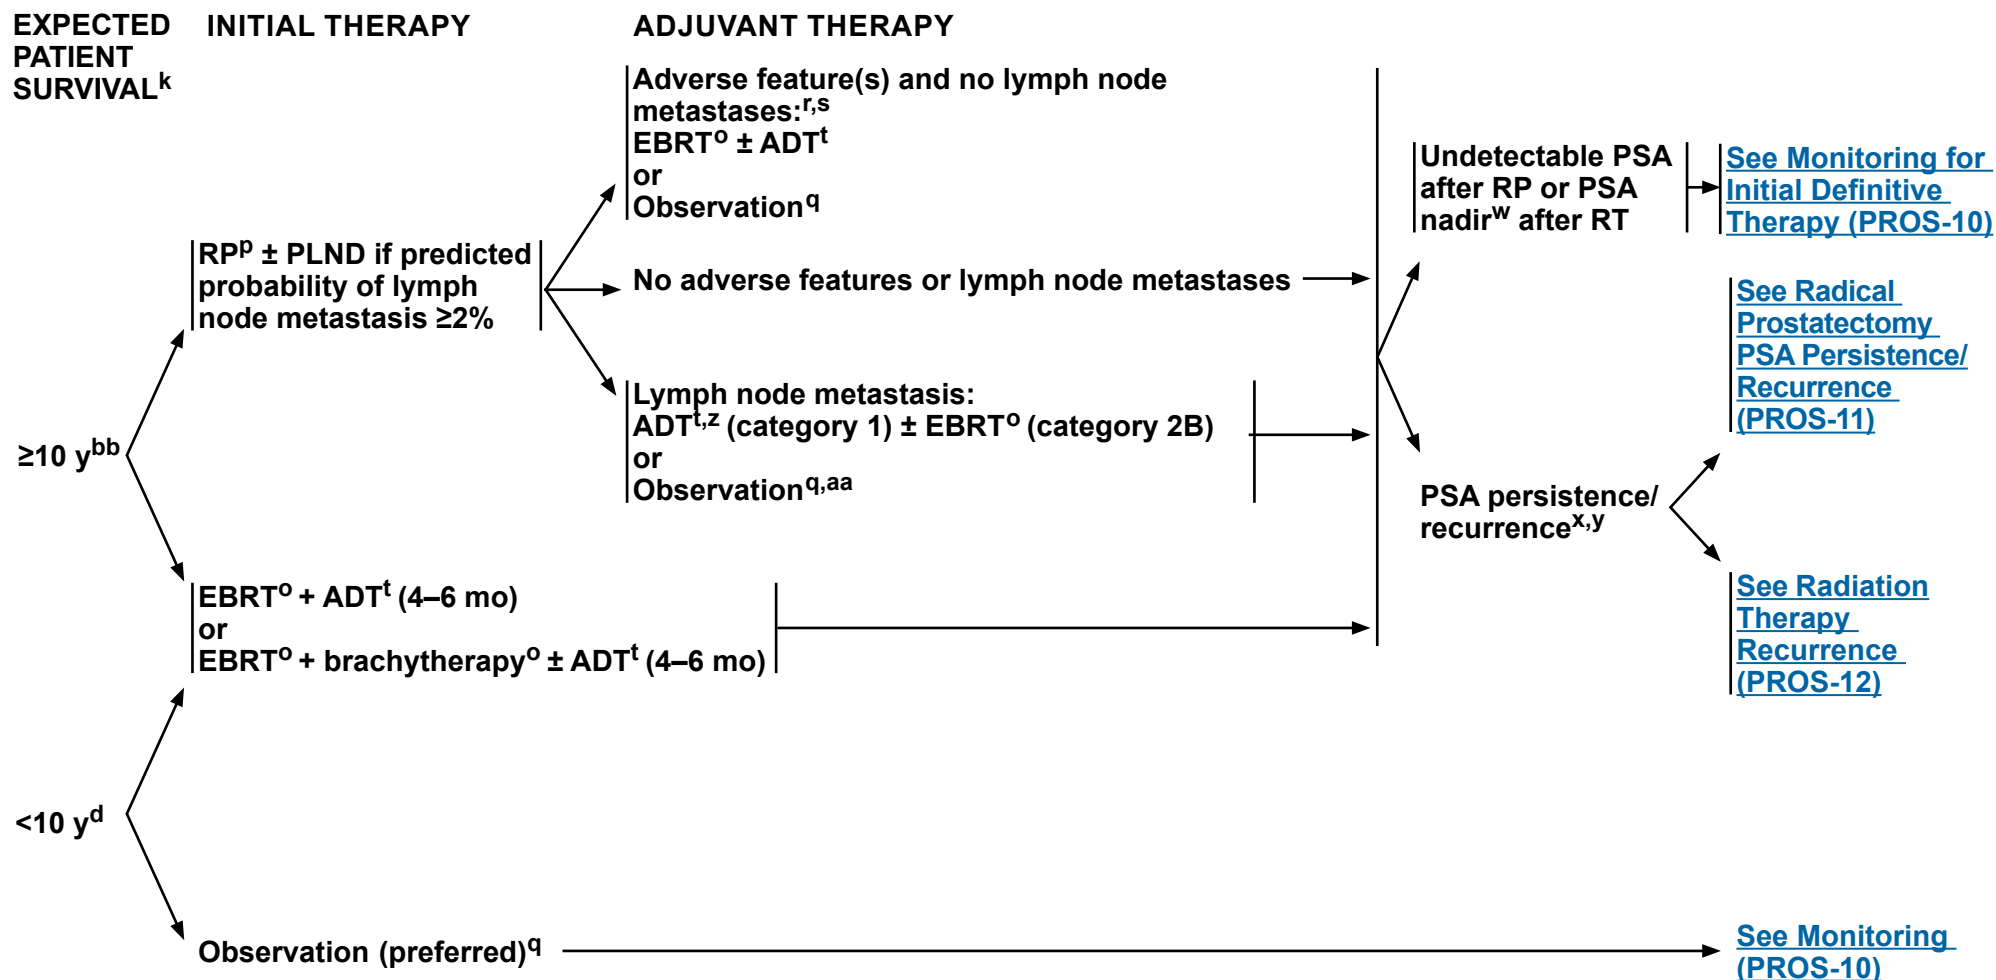 EXPECTED
PATIENT
SURVIVALk
INITIAL THERAPY
ADJUVANT THERAPY
≥10 ybb
RPp ± PLND if predicted
probability of lymph
node metastasis ≥2%
Adverse feature(s) and no lymph node
metastases:r,s
EBRTo ± ADTt
or
Observationq
No adverse features or lymph node metastases
Lymph node metastasis:
ADTt,z (category 1) ± EBRTo (category 2B)
or
Observationq,aa
EBRTo + ADTt (4–6 mo)
or
EBRTo + brachytherapyo ± ADTt (4–6 mo)
Undetectable PSA
after RP or PSA
nadirw after RT
See Monitoring for
Initial Definitive
Therapy (PROS-10)
PSA persistence/
recurrencex,y
See Radical
Prostatectomy
PSA Persistence/
Recurrence
(PROS-11)
See Radiation
Therapy
Recurrence
(PROS-12)
<10 yd
Observation (preferred)q
See Monitoring
(PROS-10)